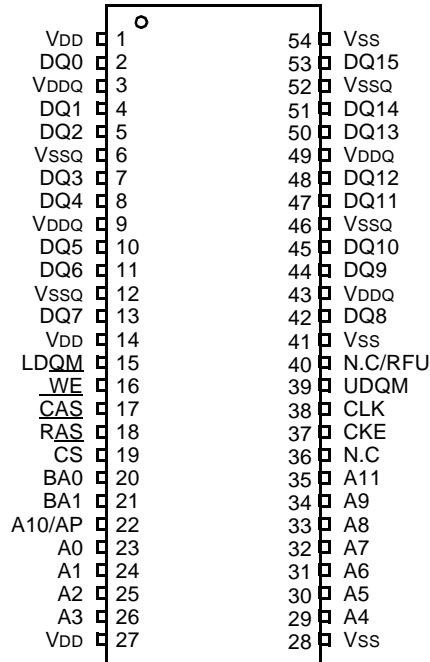 VDD 1 54 VSS
DQ0 2 53 DQ15
VDDQ 3 52 VSSQ
DQ1 4 51 DQ14
DQ2 5 50 DQ13
VSSQ 6 49 VDDQ
DQ3 7 48 DQ12
DQ4 8 47 DQ11
VDDQ 9 46 VSSQ
DQ5 10 45 DQ10
DQ6 11 44 DQ9
VSSQ 12 43 VDDQ
DQ7 13 42 DQ8
VDD 14 41 VSS
LDQM 15 40 N.C/RFU
WE 16 39 UDQM
CAS 17 38 CLK
RAS 18 37 CKE
CS 19 36 N.C
BA0 20 35 A11
BA1 21 34 A9
A10/AP 22 33 A8
A0 23 32 A7
A1 24 31 A6
A2 25 30 A5
A3 26 29 A4
VDD 27 28 VSS